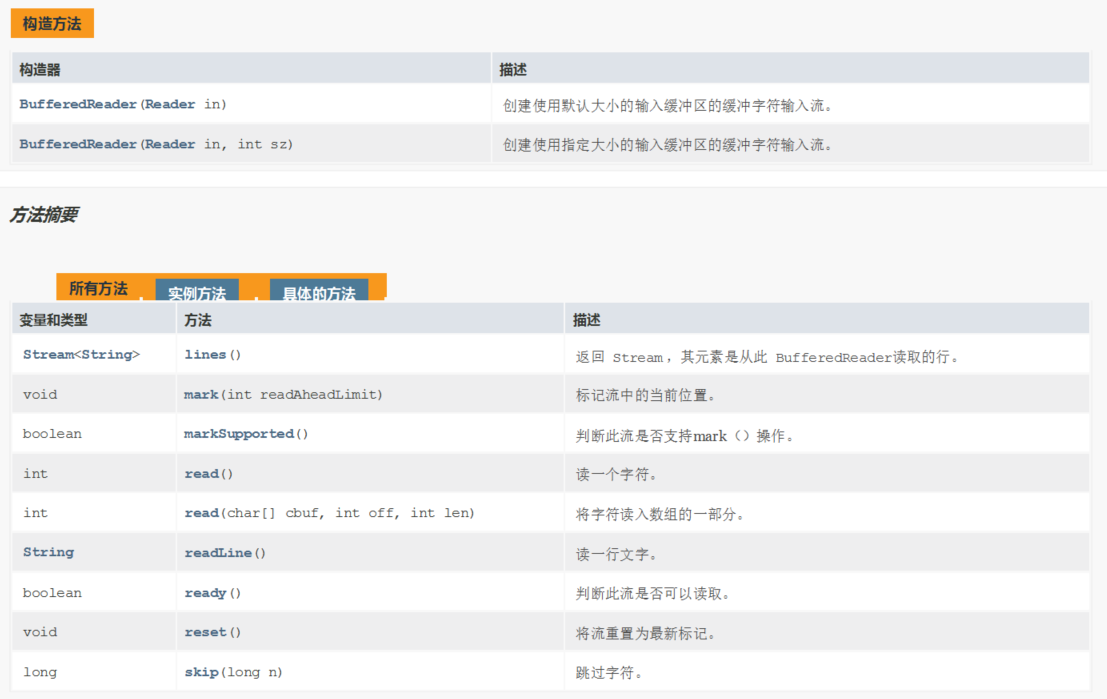 构造方法
构造器 描述
BufferedReader(Reader in) 创建使用默认大小的输入缓冲区的缓冲字符输入流。
BufferedReader(Reader in, int sz) 创建使用指定大小的输入缓冲区的缓冲字符输入流。
方法摘要
所有方法 实例方法 具体的方法
变量和类型 方法 描述
Stream<String> lines() 返回 Stream，其元素是从此 BufferedReader读取的行。
void mark(int readAheadLimit) 标记流中的当前位置。
boolean markSupported() 判断此流是否支持mark（）操作。
int read() 读一个字符。
int read(char[] cbuf, int off, int len) 将字符读入数组的一部分。
String readLine() 读一行文字。
boolean ready() 判断此流是否可以读取。
void reset() 将流重置为最新标记。
long skip(long n) 跳过字符。